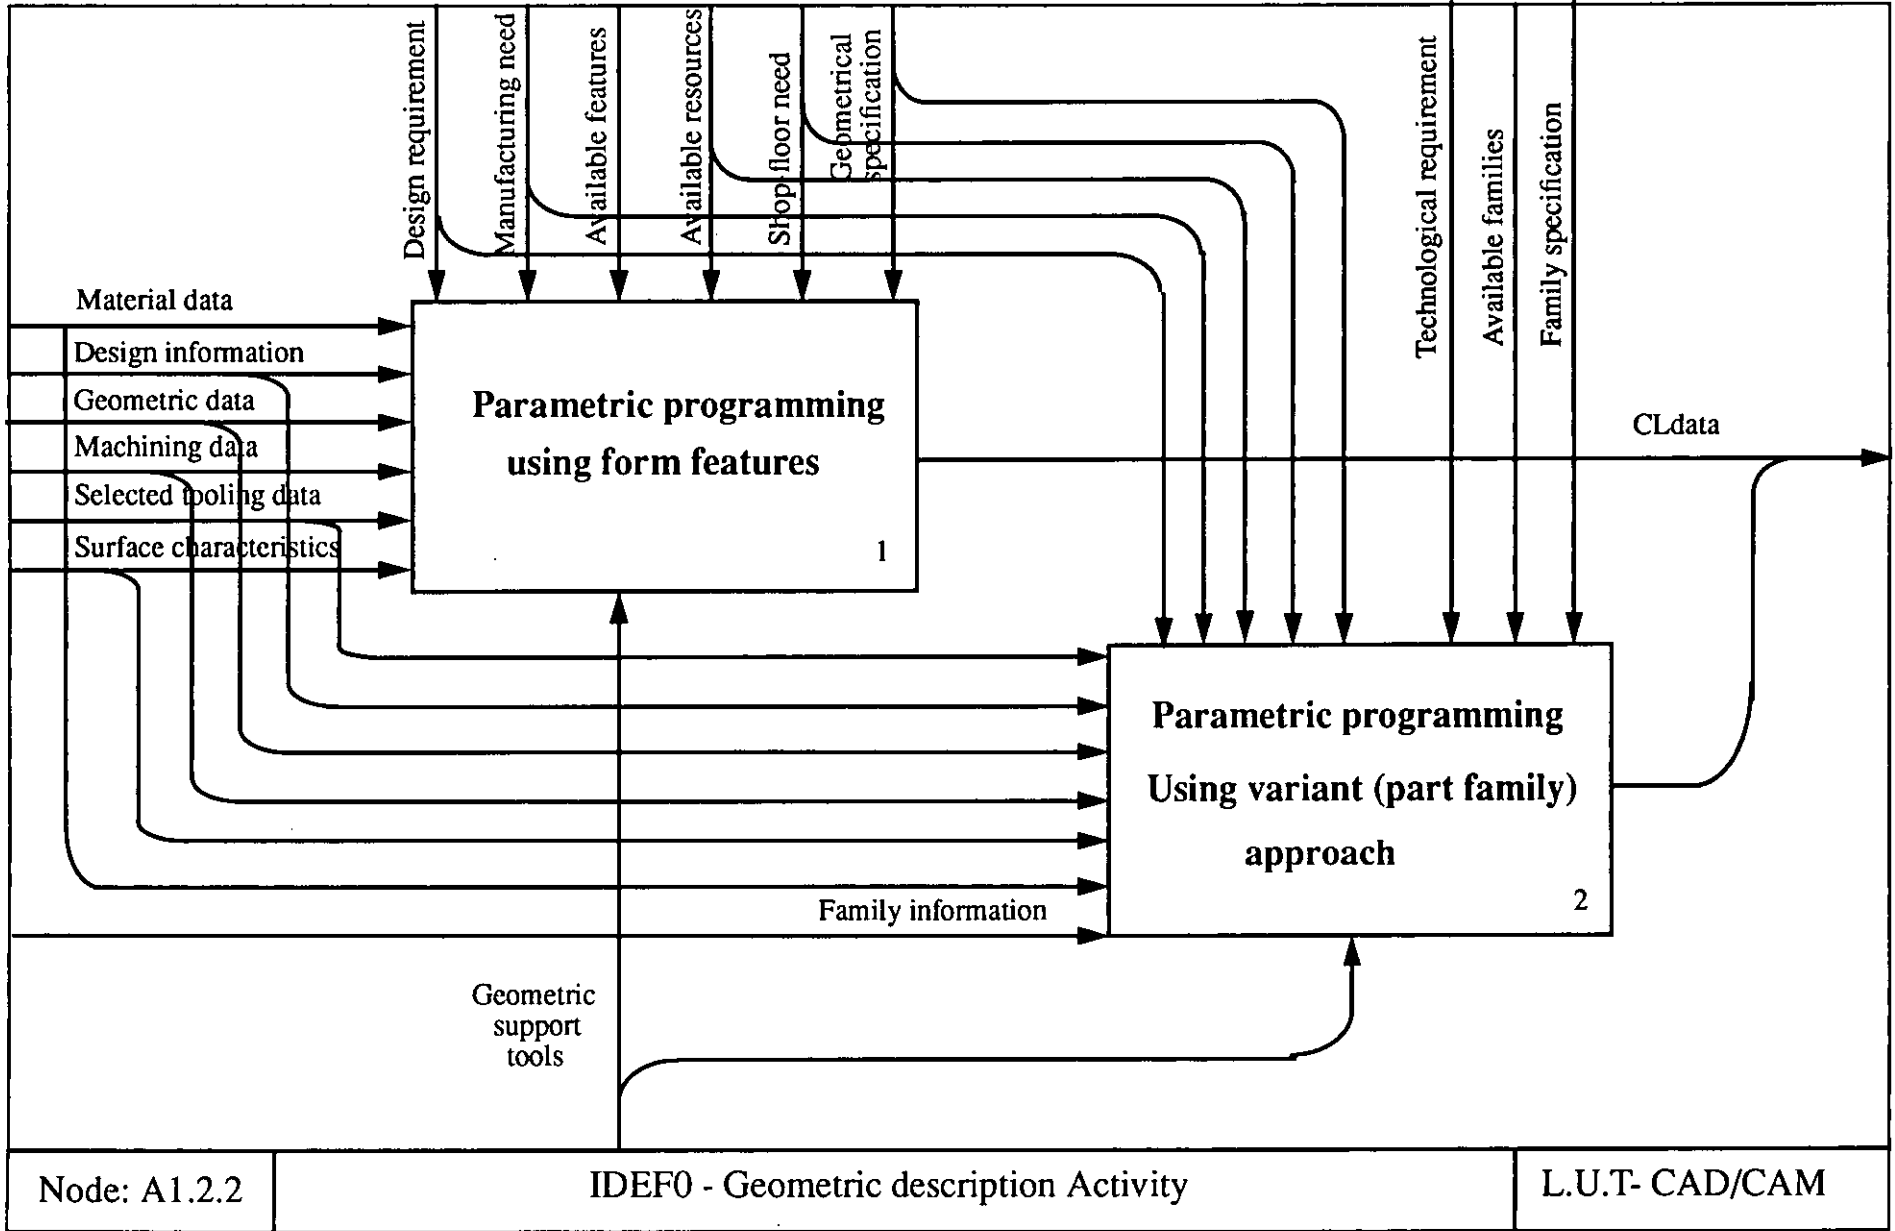 Design requirement
Manufacturing need
Available features
Available resources
Shop-floor need
Geometrical
specification
Technological requirement
Available families
Family specification
Material data
Design information
Geometric data
Machining data
Selected tooling data
Surface characteristics
Parametric programming
using form features
1
CLdata
Parametric programming
Using variant (part family)
approach
2
Family information
Geometric
support
tools
Node: A1.2.2
IDEF0 - Geometric description Activity
L.U.T- CAD/CAM